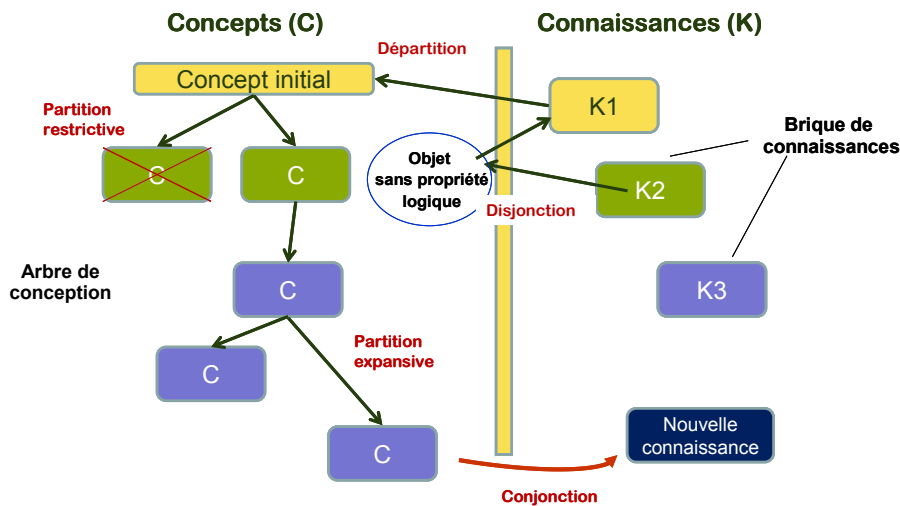 Concepts (C)
Connaissances (K)
Départition
Concept initial
K1
Partition
restrictive
Brique de
connaissances
C
C
Objet
sans propriété
logique
K2
Disjonction
Arbre de
conception
C
K3
Partition
expansive
C
C
Nouvelle
connaissance
Conjonction